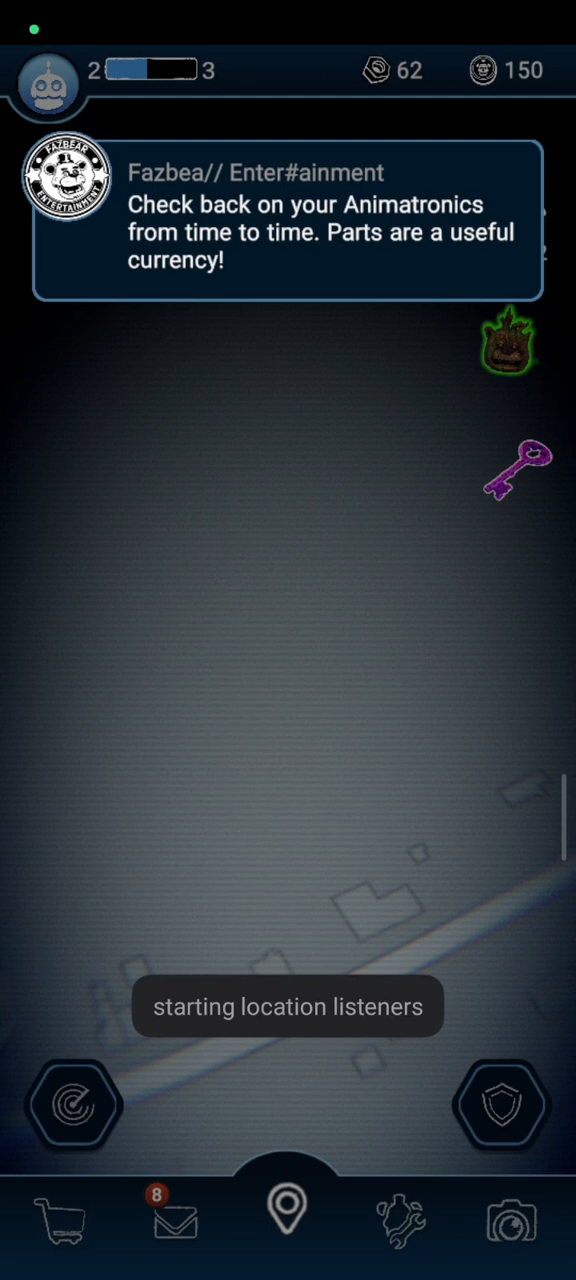 2 3 62 150
FAZBEAR
ENTERTAINMENT
Fazbea// Enter#ainment
Check back on your Animatronics
from time to time. Parts are a useful
currency!
starting location listeners
8